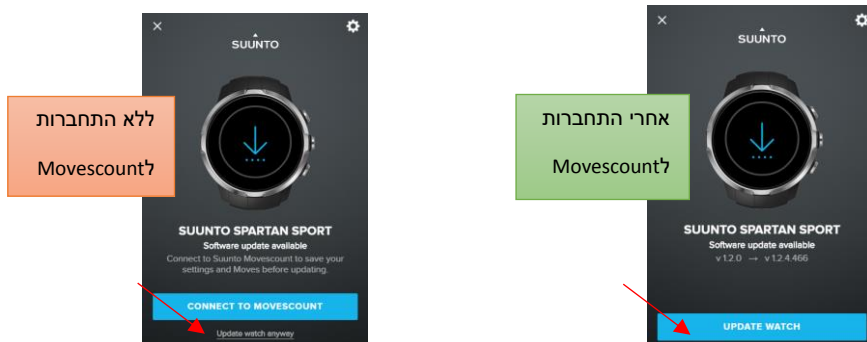 SUUNTO
ללא התחברות
לMovescount
SUUNTO SPARTAN SPORT
Software update available
Connect to Suunto Movescount to save your
settings and Moves before updating.
CONNECT TO MOVESCOUNT
Update watch anyway
SUUNTO
אחרי התחברות
לMovescount
SUUNTO SPARTAN SPORT
Software update available
v 1.2.0 → v 1.2.4.466
UPDATE WATCH